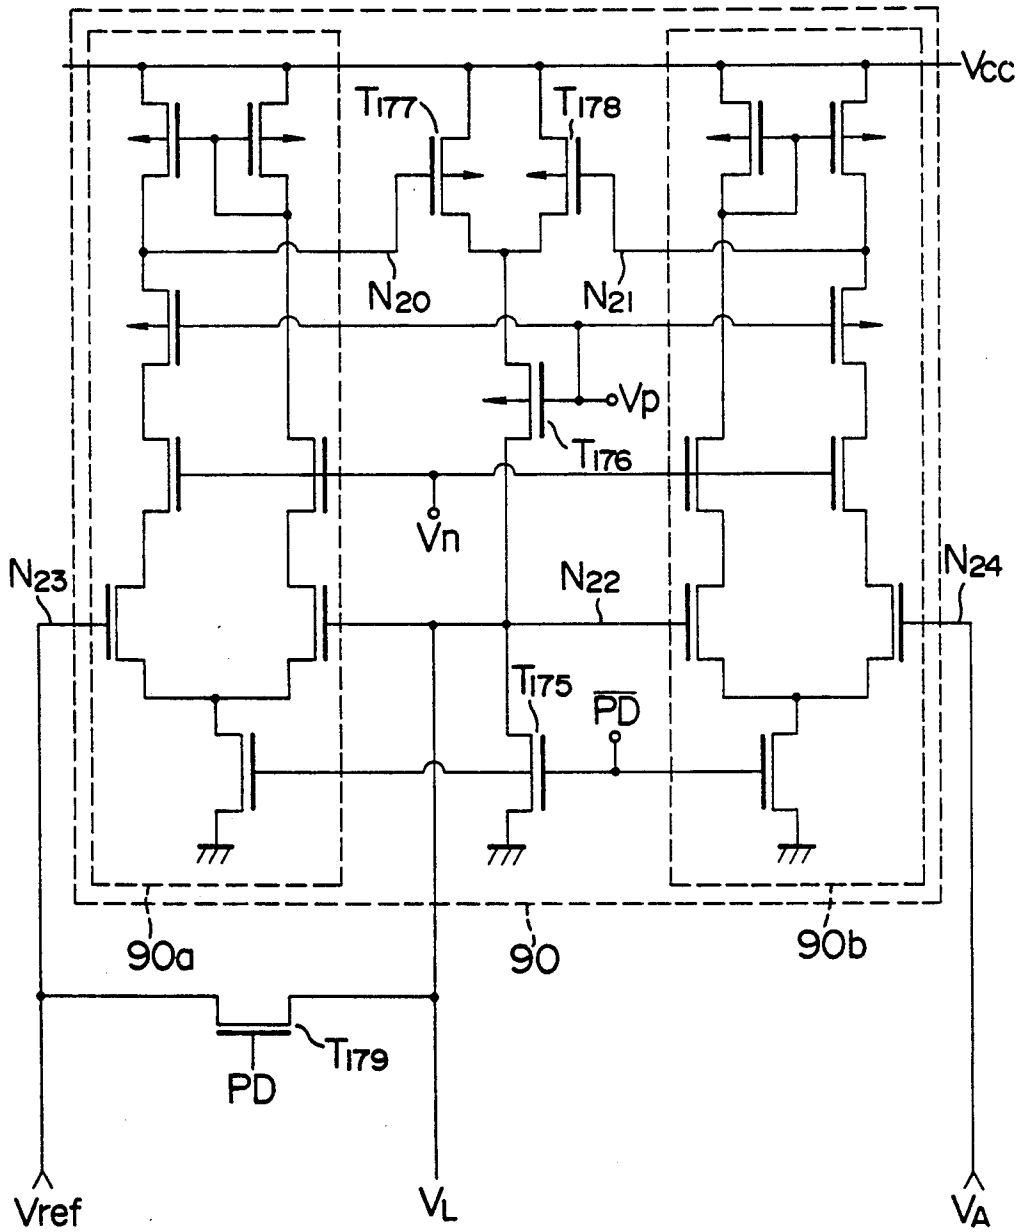 VCC
T177
T178
N20
N21
Vp
T176
Vn
N23
N22
N24
T175
PD
90a
90
90b
T179
PD
Vref
VL
VA